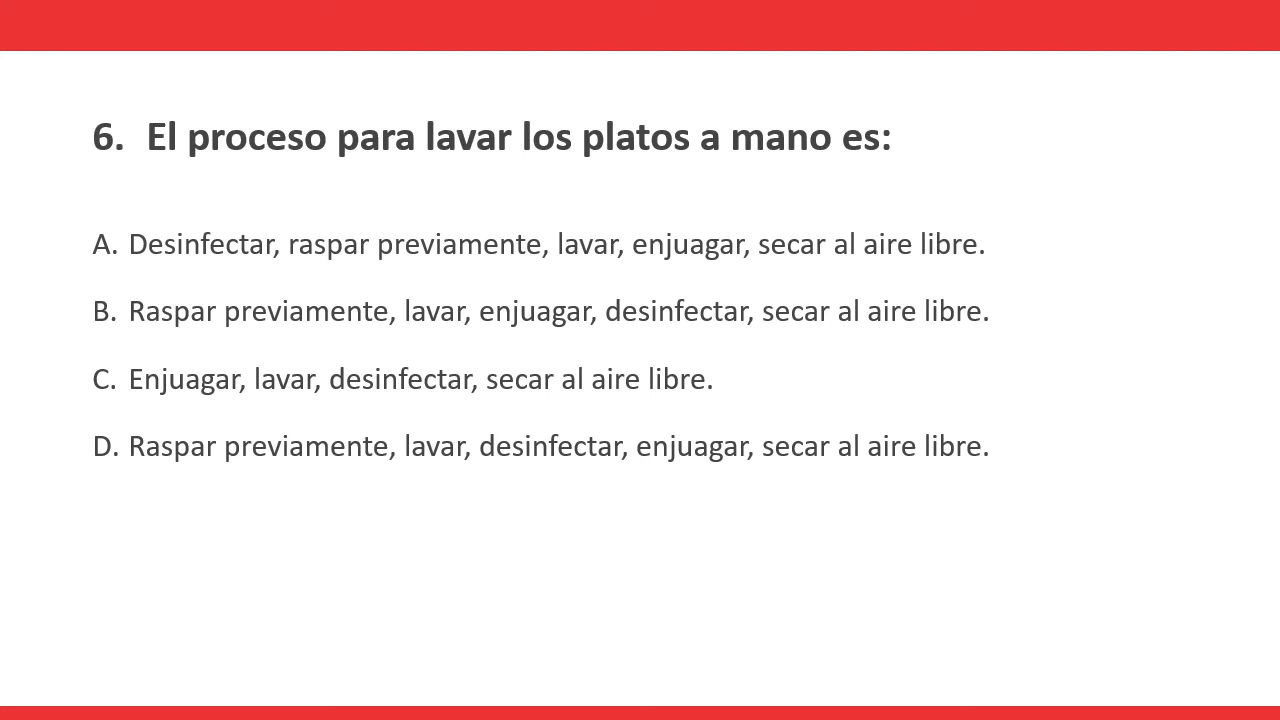 6. El proceso para lavar los platos a mano es:
A. Desinfectar, raspar previamente, lavar, enjuagar, secar al aire libre.
B. Raspar previamente, lavar, enjuagar, desinfectar, secar al aire libre.
C. Enjuagar, lavar, desinfectar, secar al aire libre.
D. Raspar previamente, lavar, desinfectar, enjuagar, secar al aire libre.